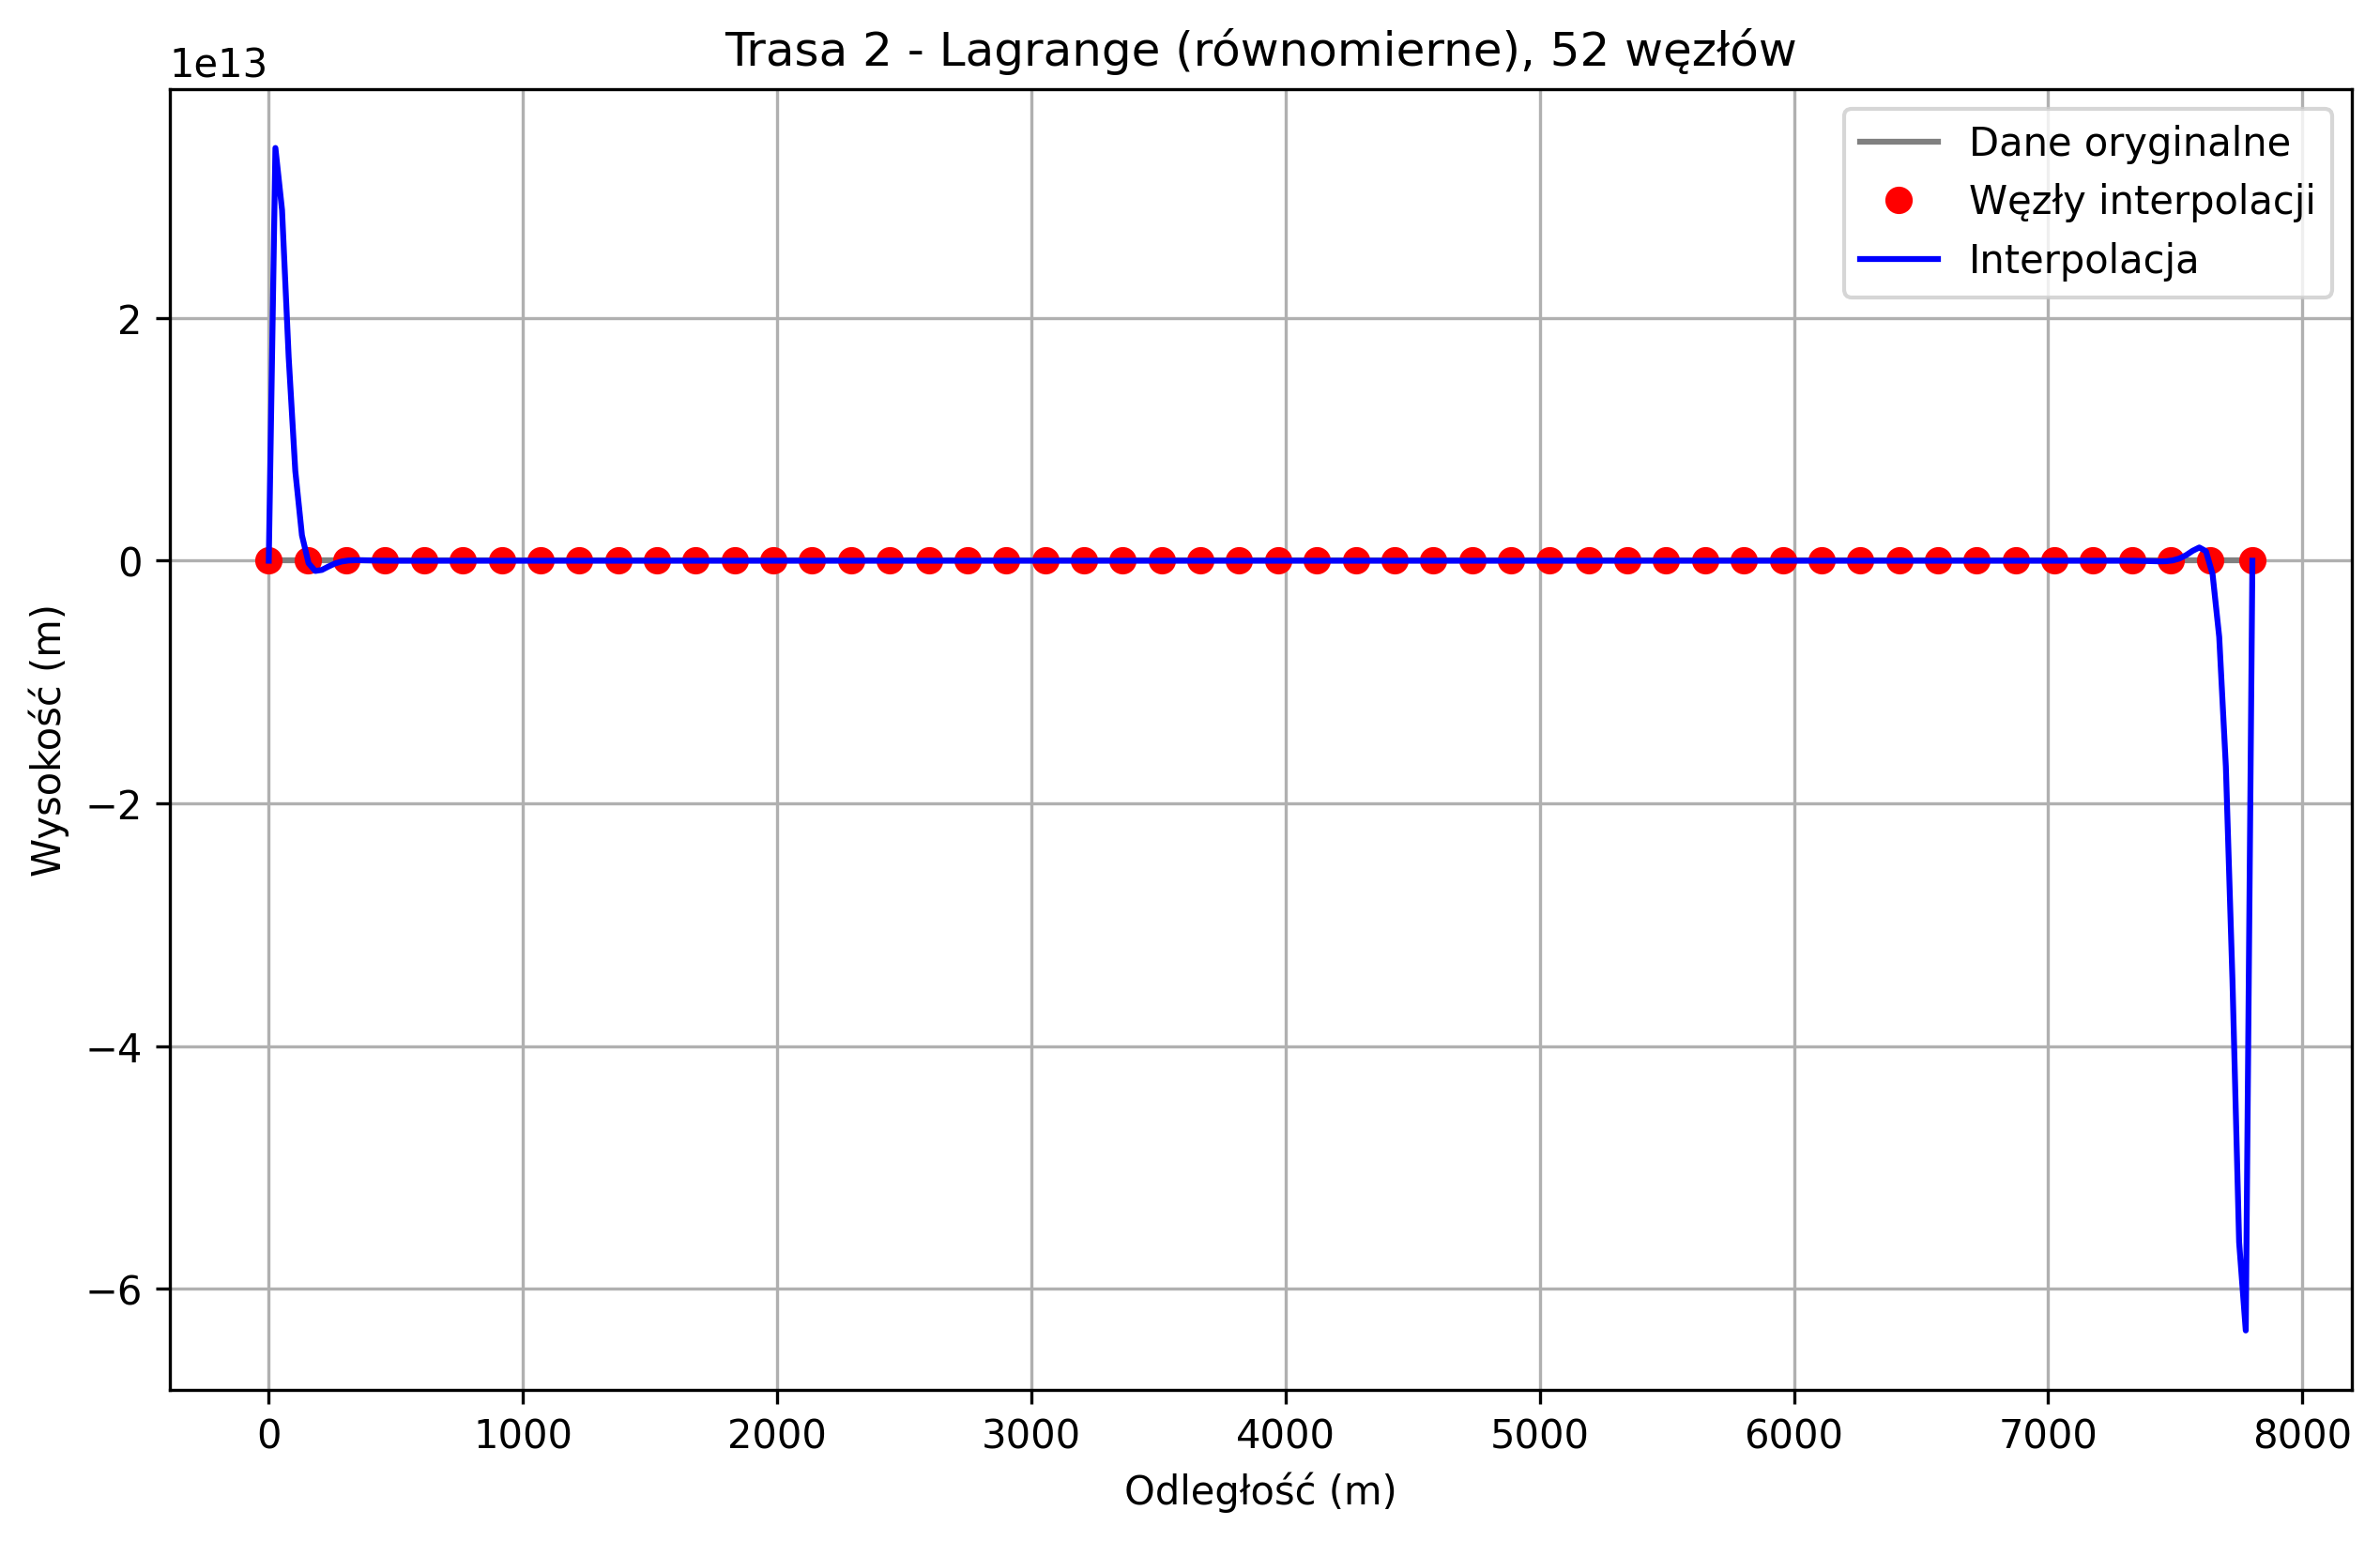 Trasa 2 - Lagrange (równomierne), 52 węzłów
1e13
Dane oryginalne
Węzły interpolacji
Interpolacja
2
0
−2
−4
−6
Wysokość (m)
0 1000 2000 3000 4000 5000 6000 7000 8000
Odległość (m)